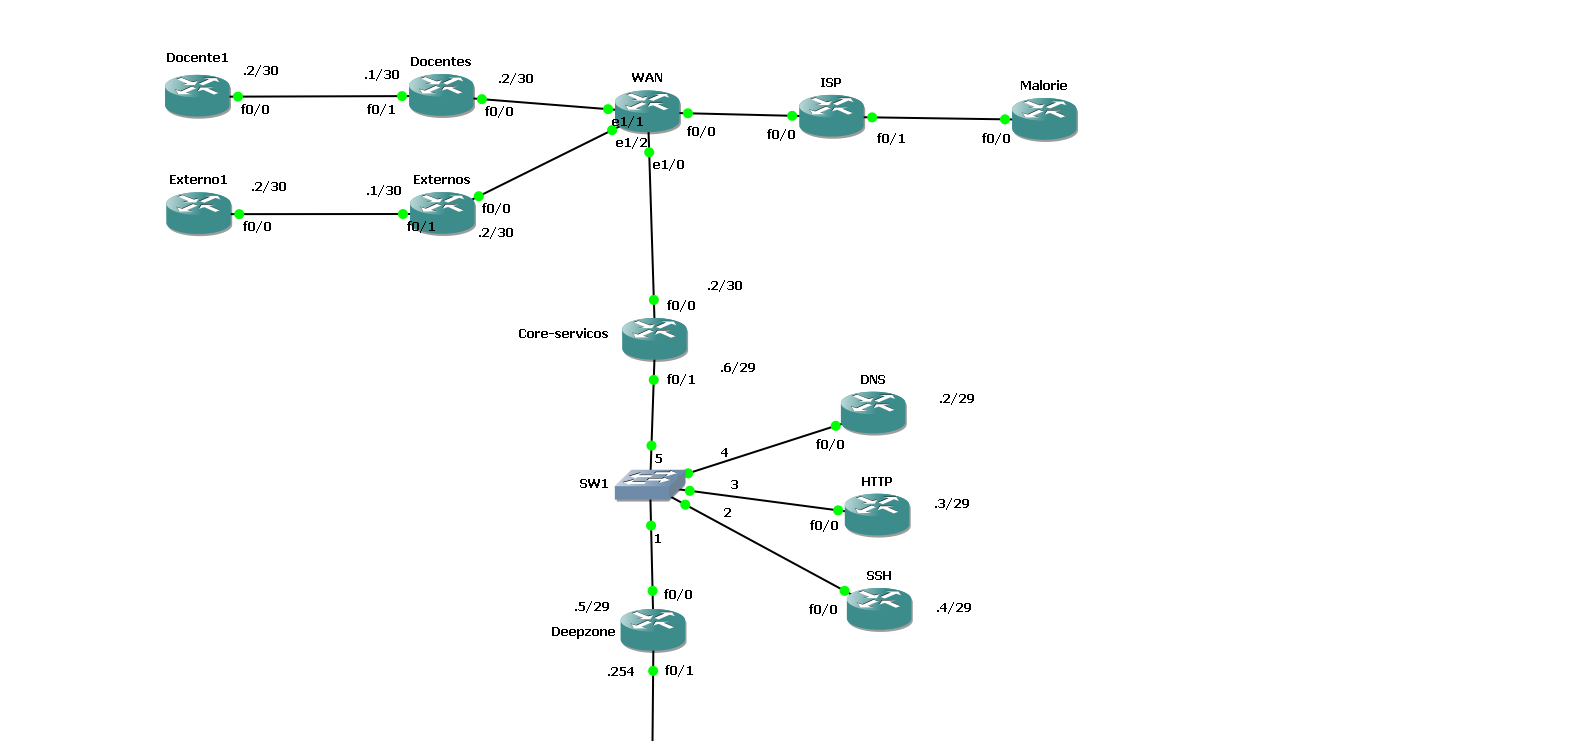 Docente1
.2/30
f0/0
.1/30
f0/1
Docentes
.2/30
f0/0
WAN
e1/1
e1/2
e1/0
f0/0
ISP
f0/0
f0/1
Malorie
f0/0
Externo1
.2/30
f0/0
.1/30
f0/1
Externos
f0/0
.2/30
.2/30
f0/0
Core-servicos
f0/1
.6/29
5
SW1
4
3
2
1
DNS
.2/29
f0/0
HTTP
.3/29
f0/0
SSH
.4/29
f0/0
f0/0
.5/29
Deepzone
.254
f0/1